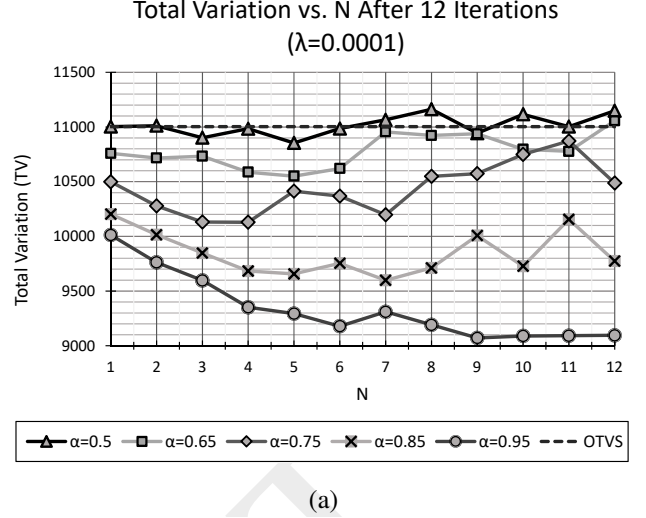 Total Variation vs. N After 12 Iterations
(λ=0.0001)
Total Variation (TV)
11500
11000
10500
10000
9500
9000
1 2 3 4 5 6 7 8 9 10 11 12
N
α=0.5 α=0.65 α=0.75 α=0.85 α=0.95 OTVS
(a)